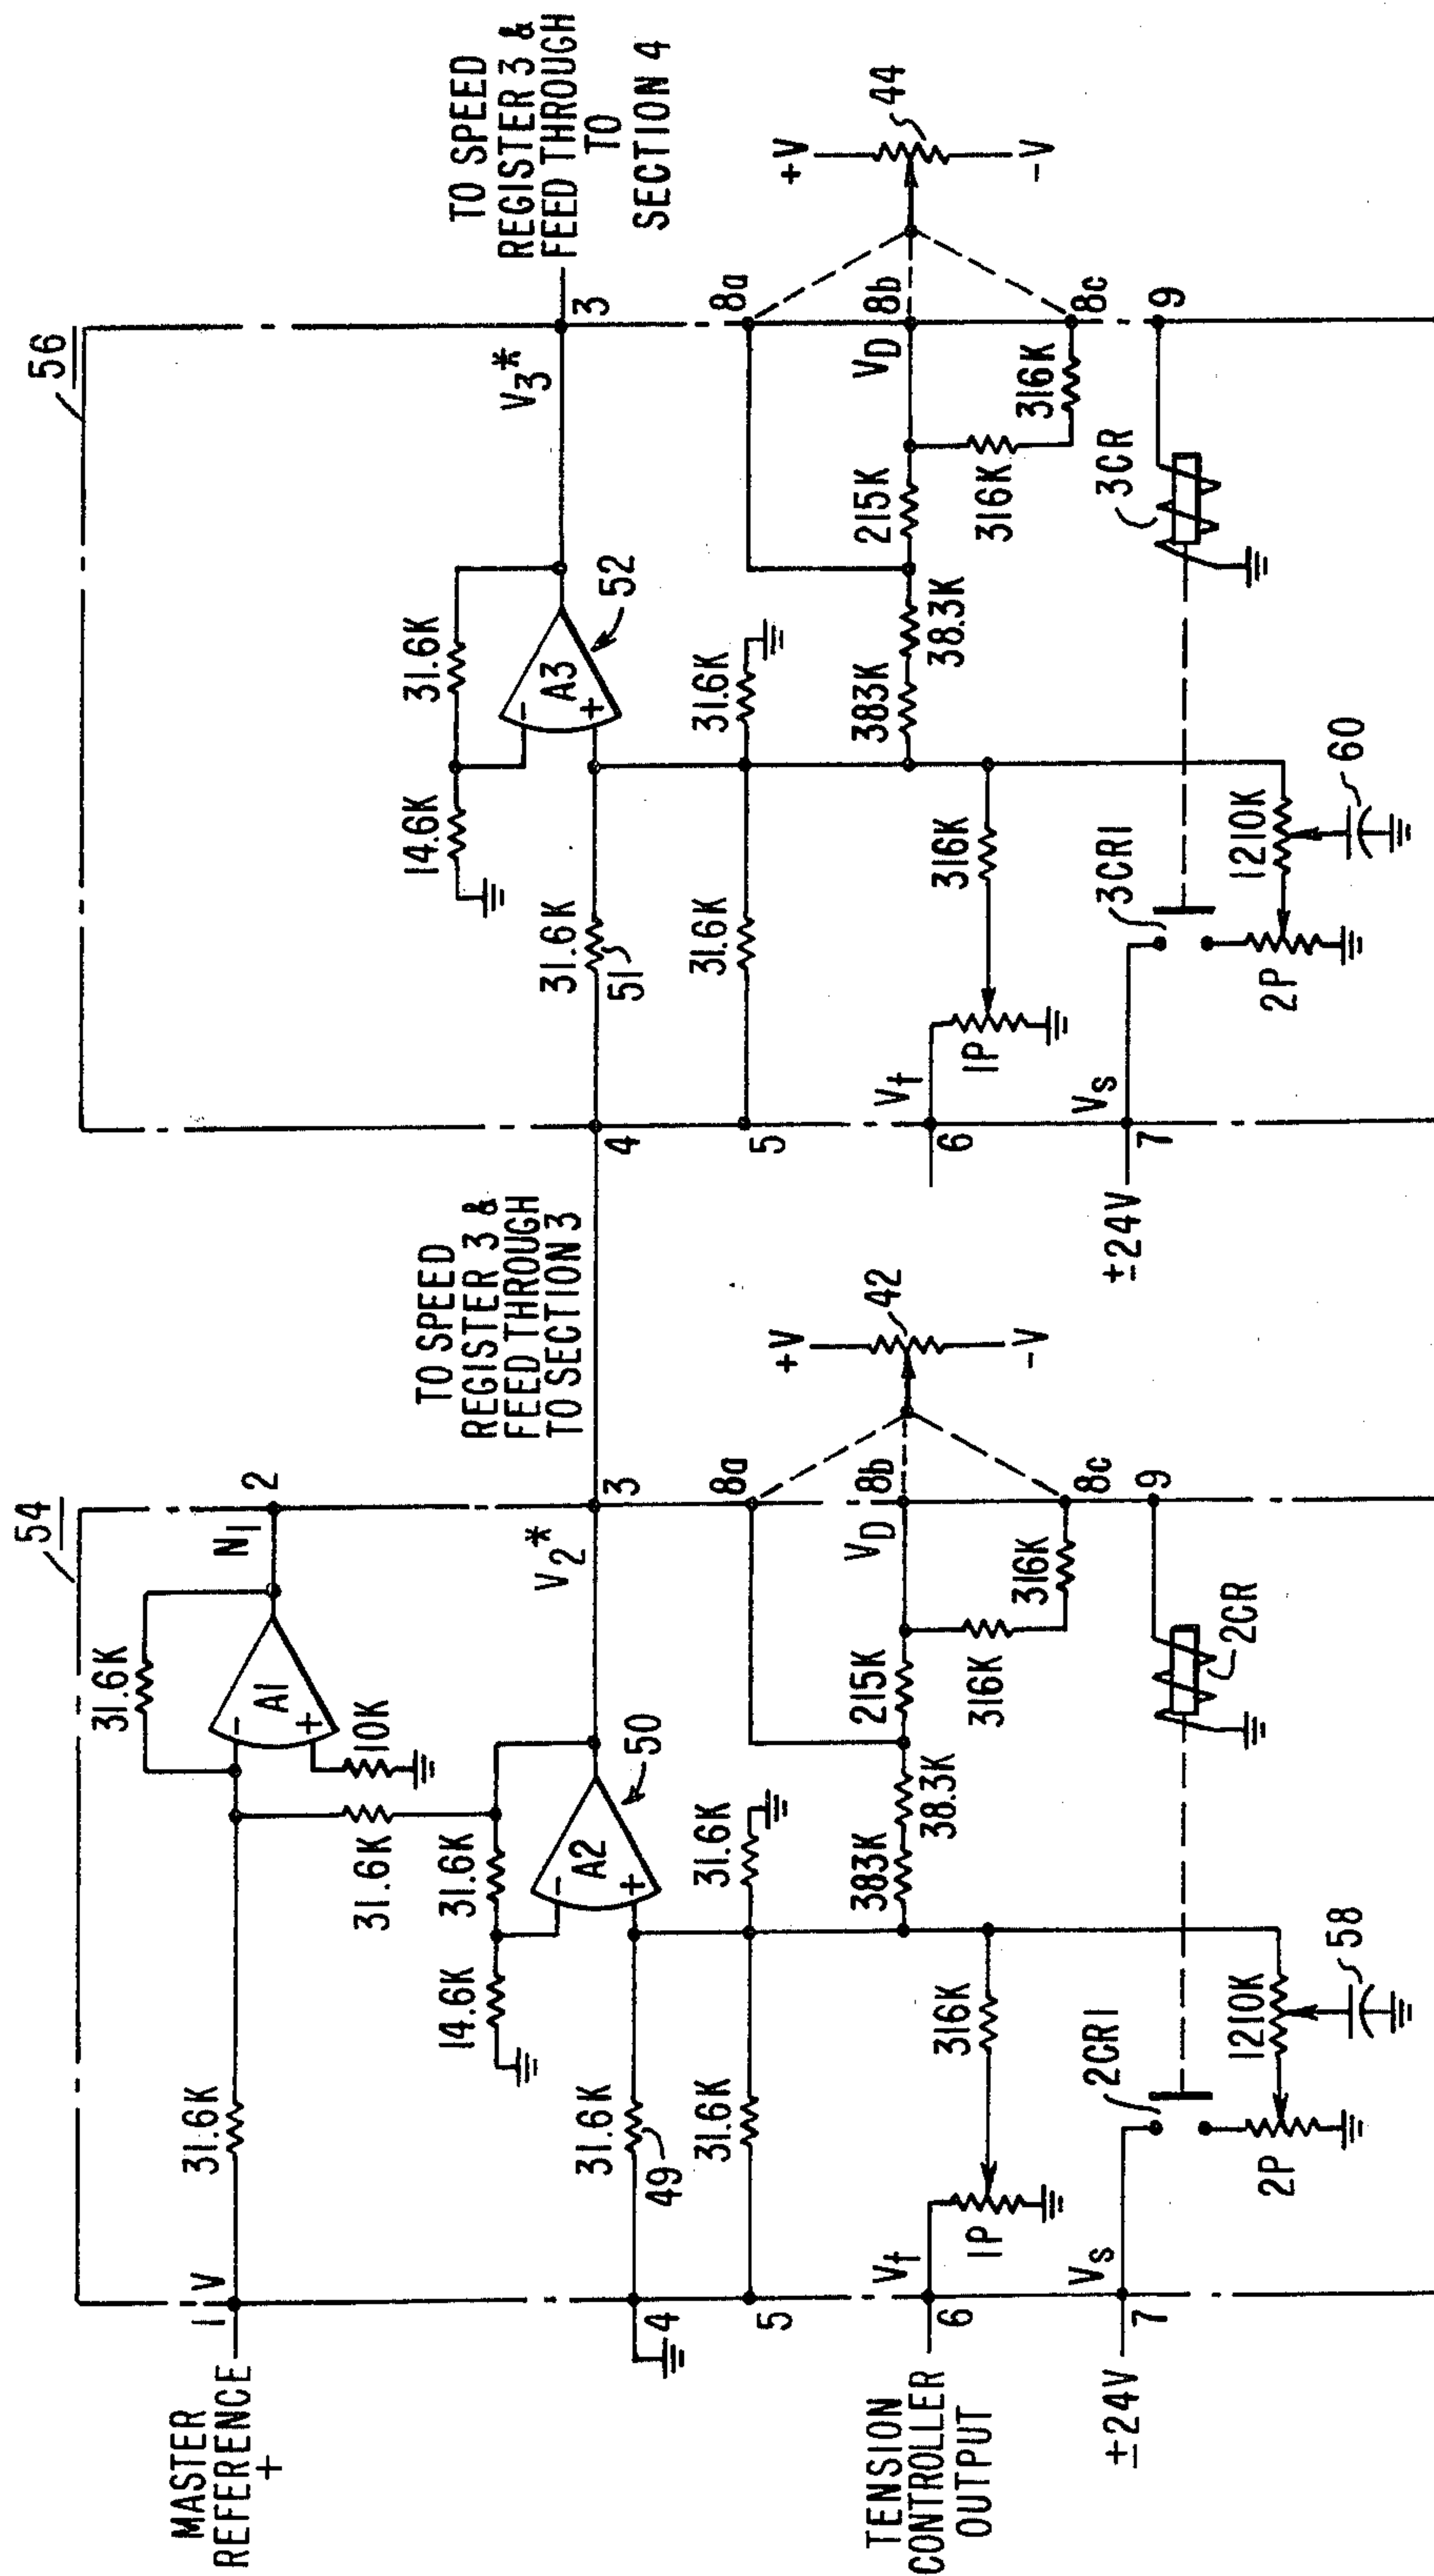 54
MASTER
REFERENCE
+
1
V
31.6K
31.6K
A1
-
+
10K
N1
2
31.6K
31.6K
14.6K
A2
-
+
50
V2*
3
TO SPEED
REGISTER 3 &
FEED THROUGH
TO SECTION 3
4
31.6K
49
5
31.6K
31.6K
383K
38.3K
215K
316K
316K
8a
VD
8b
8c
+V
42
-V
TENSION
CONTROLLER
OUTPUT
6
Vt
1P
316K
±24V
7
Vs
2CR1
2P
1210K
58
2CR
9
56
4
31.6K
51
14.6K
31.6K
A3
-
+
52
V3*
3
TO SPEED
REGISTER 3 &
FEED THROUGH
TO
SECTION 4
5
31.6K
31.6K
383K
38.3K
215K
316K
316K
8a
VD
8b
8c
+V
44
-V
6
Vt
1P
316K
±24V
7
Vs
3CR1
2P
1210K
60
3CR
9